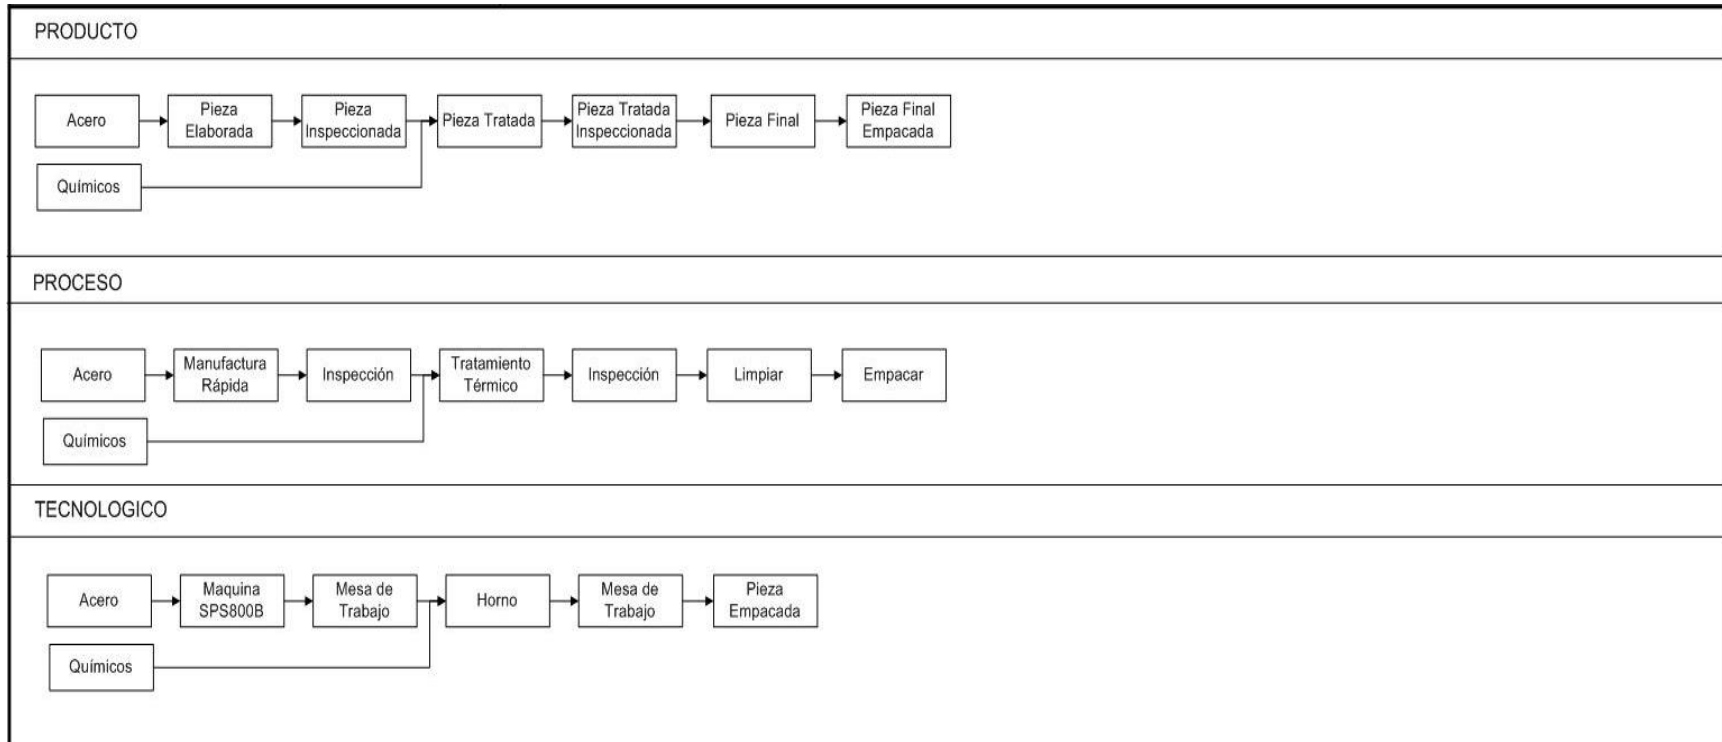 PRODUCTO
Acero
Pieza
Elaborada
Pieza
Inspeccionada
Pieza Tratada
Pieza Tratada
Inspeccionada
Pieza Final
Pieza Final
Empacada
Químicos
PROCESO
Acero
Manufactura
Rápida
Inspección
Tratamiento
Térmico
Inspección
Limpiar
Empacar
Químicos
TECNOLOGICO
Acero
Maquina
SPS800B
Mesa de
Trabajo
Horno
Mesa de
Trabajo
Pieza
Empacada
Químicos